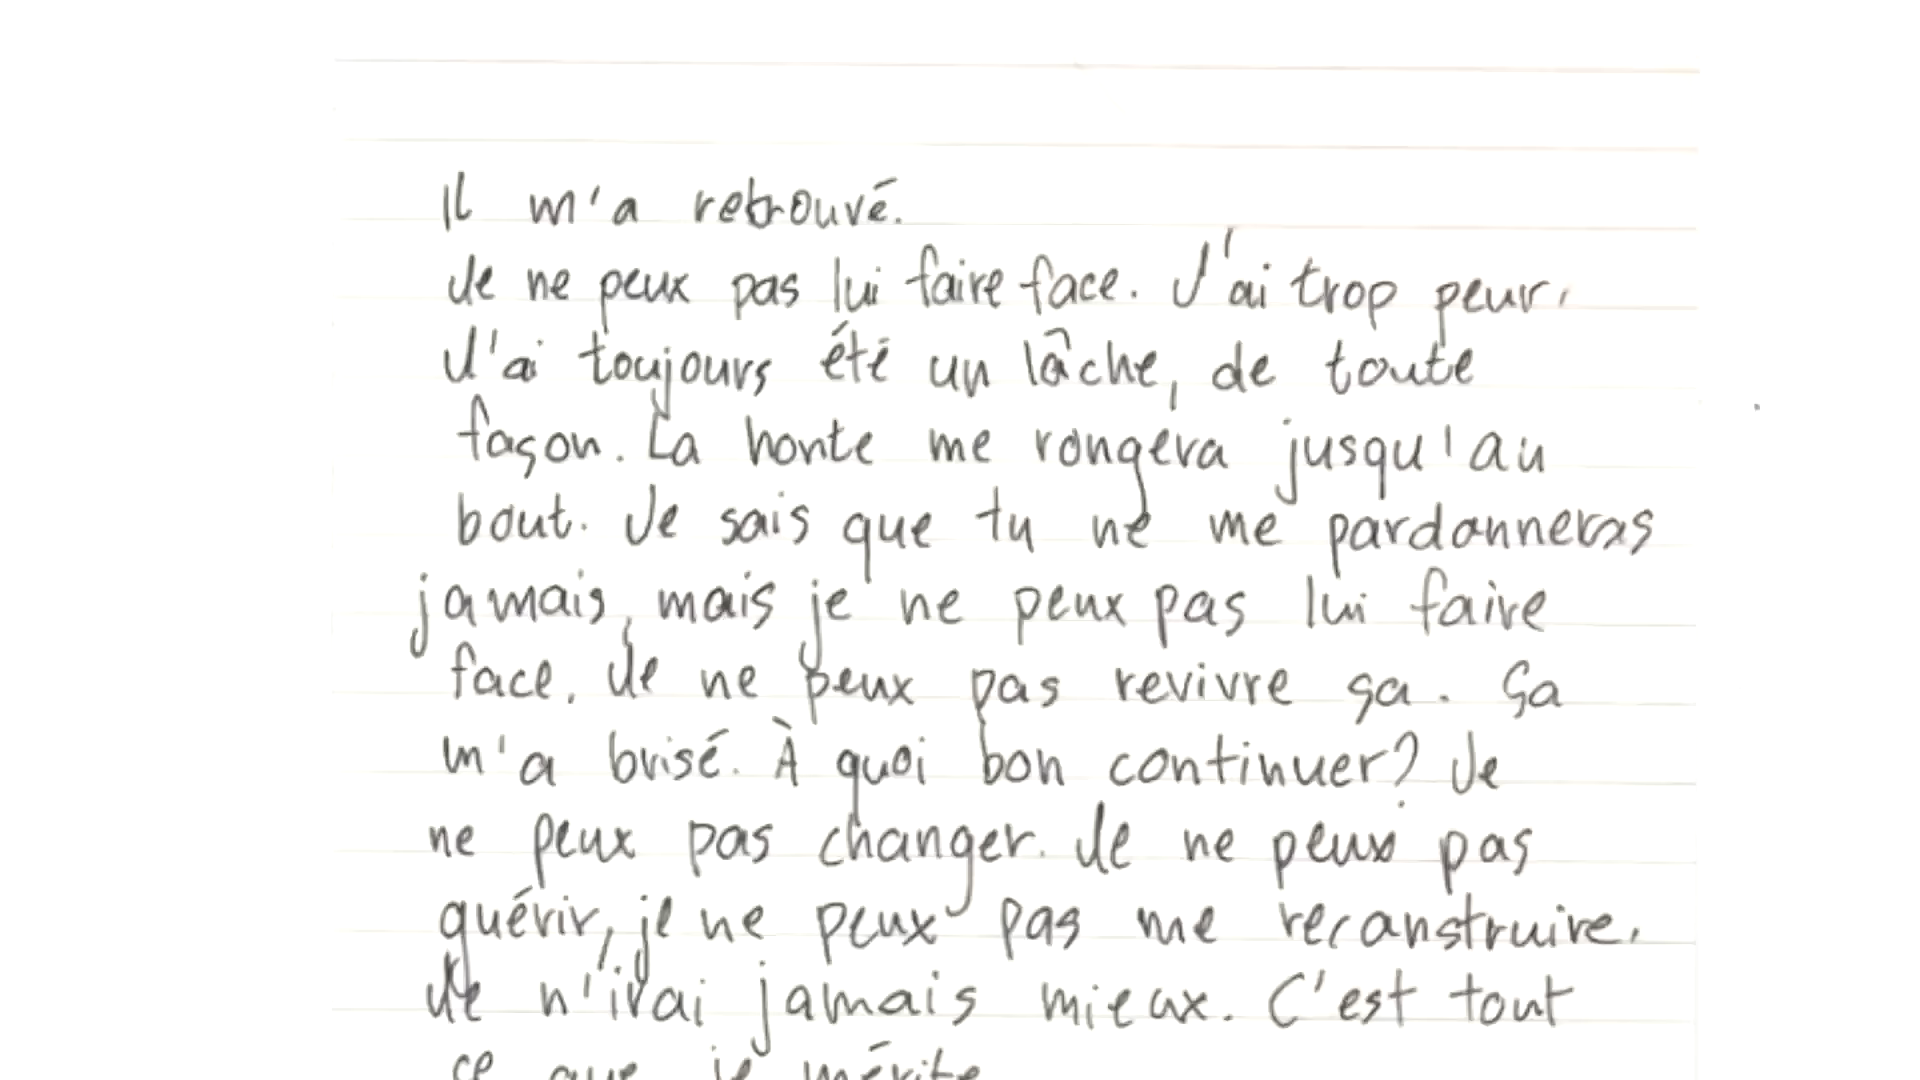 Il m'a retrouvé.
Je ne peux pas lui faire face. J'ai trop peur.
J'ai toujours été un lâche, de toute
façon. La honte me rongera jusqu'au
bout. Je sais que tu ne me pardonneras
jamais, mais je ne peux pas lui faire
face. Je ne peux pas revivre ça. Ça
m'a brisé. À quoi bon continuer? Je
ne peux pas changer. Je ne peux pas
guérir, je ne peux pas me reconstruire.
Je n'irai jamais mieux. C'est tout
ce que je mérite